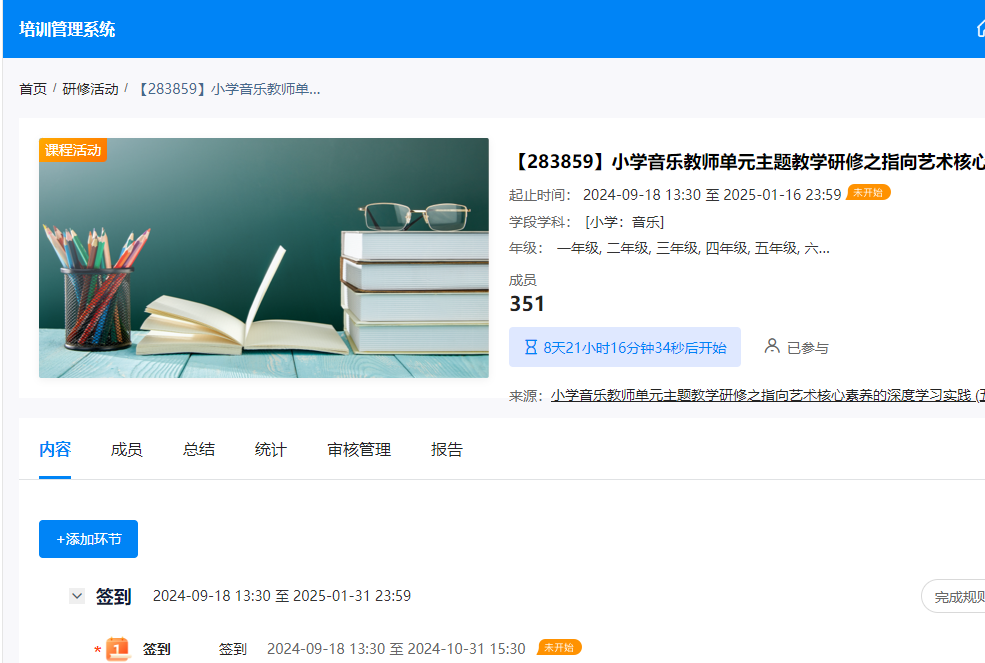 培训管理系统
首页 / 研修活动 / 【283859】小学音乐教师单...
课程活动
【283859】小学音乐教师单元主题教学研修之指向艺术核心
起止时间： 2024-09-18 13:30 至 2025-01-16 23:59 未开始
学段学科： [小学：音乐]
年级： 一年级, 二年级, 三年级, 四年级, 五年级, 六...
成员
351
8天21小时16分钟34秒后开始 已参与
来源： 小学音乐教师单元主题教学研修之指向艺术核心素养的深度学习实践 (五
内容 成员 总结 统计 审核管理 报告
+添加环节
签到 2024-09-18 13:30 至 2025-01-31 23:59 完成规则
* 1 签到 签到 2024-09-18 13:30 至 2024-10-31 15:30 未开始